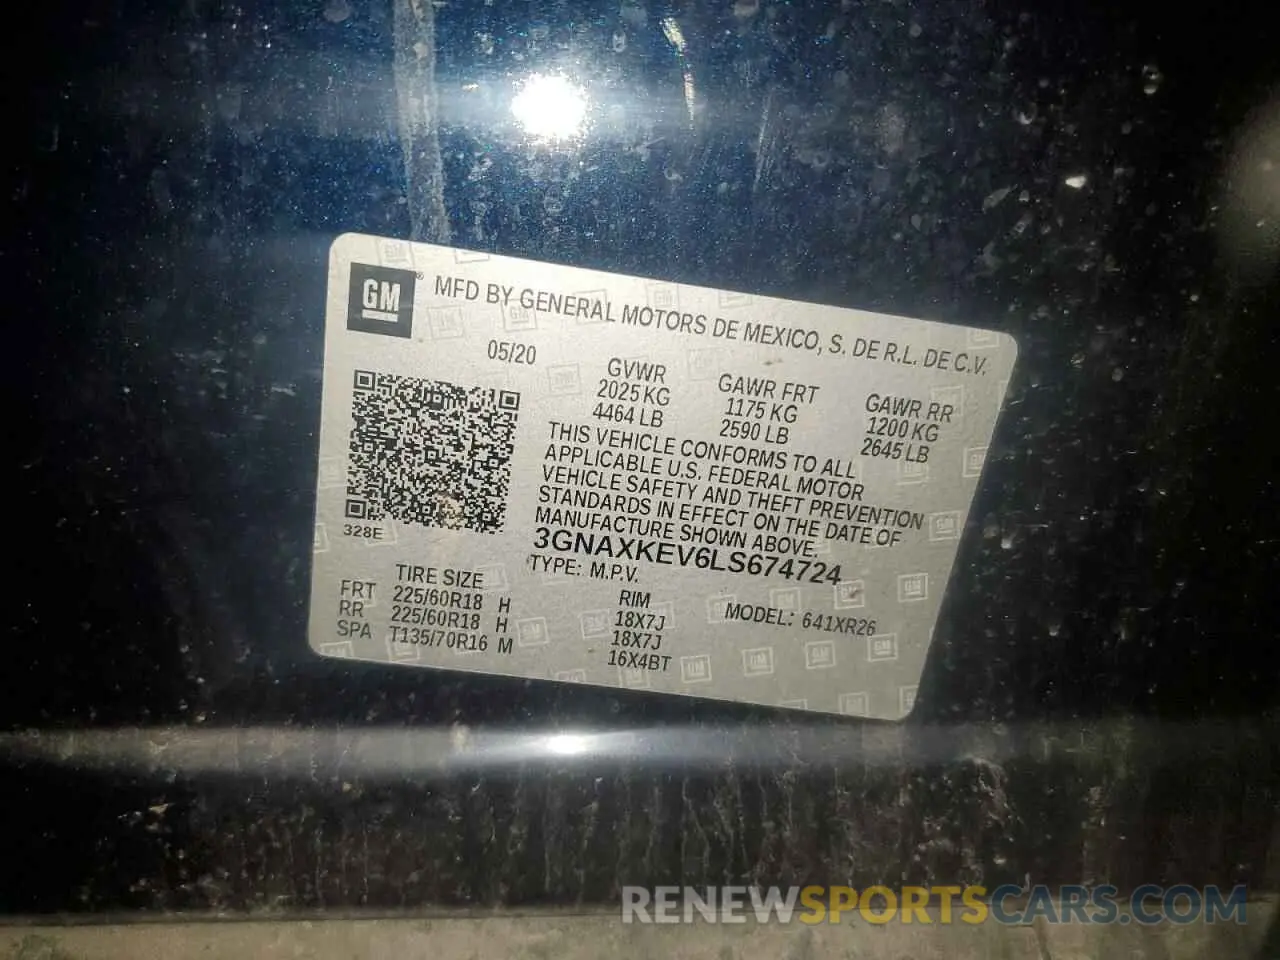 GM® MFD BY GENERAL MOTORS DE MEXICO, S. DE R.L. DE C.V.
05/20 GVWR GAWR FRT GAWR RR
2025 KG 1175 KG 1200 KG
4464 LB 2590 LB 2645 LB
THIS VEHICLE CONFORMS TO ALL
APPLICABLE U.S. FEDERAL MOTOR
VEHICLE SAFETY AND THEFT PREVENTION
STANDARDS IN EFFECT ON THE DATE OF
MANUFACTURE SHOWN ABOVE.
328E
3GNAXKEV6LS674724
TYPE: M.P.V. MODEL: 641XR26
TIRE SIZE RIM
FRT 225/60R18 H 18X7J
RR 225/60R18 H 18X7J
SPA T135/70R16 M 16X4BT
RENEWSPORTSCARS.COM